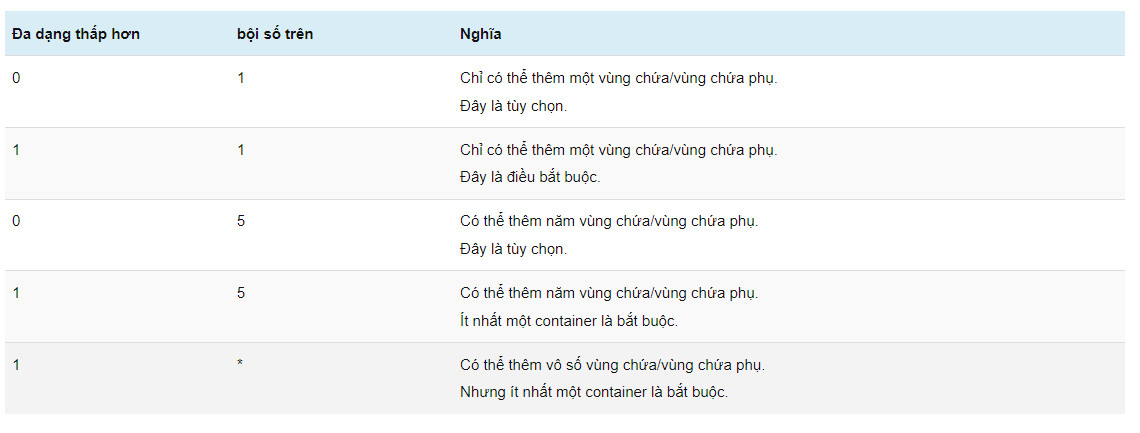 Đa dạng thấp hơn bội số trên Nghĩa
0 1 Chỉ có thể thêm một vùng chứa/vùng chứa phụ.
Đây là tùy chọn.
1 1 Chỉ có thể thêm một vùng chứa/vùng chứa phụ.
Đây là điều bắt buộc.
0 5 Có thể thêm năm vùng chứa/vùng chứa phụ.
Đây là tùy chọn.
1 5 Có thể thêm năm vùng chứa/vùng chứa phụ.
Ít nhất một container là bắt buộc.
1 * Có thể thêm vô số vùng chứa/vùng chứa phụ.
Nhưng ít nhất một container là bắt buộc.